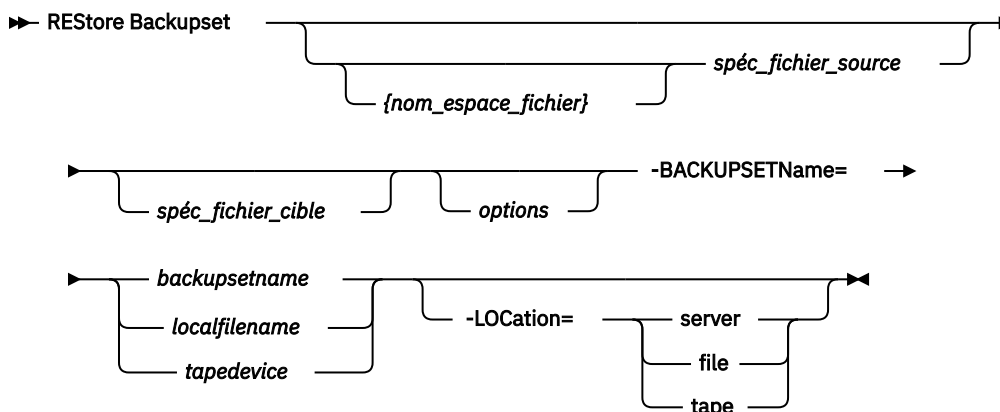 REStore Backupset
spéc_fichier_source
{nom_espace_fichier}
-BACKUPSETName=
spéc_fichier_cible
options
backupsetname
localfilename
tapedevice
-LOCation=
server
file
tape